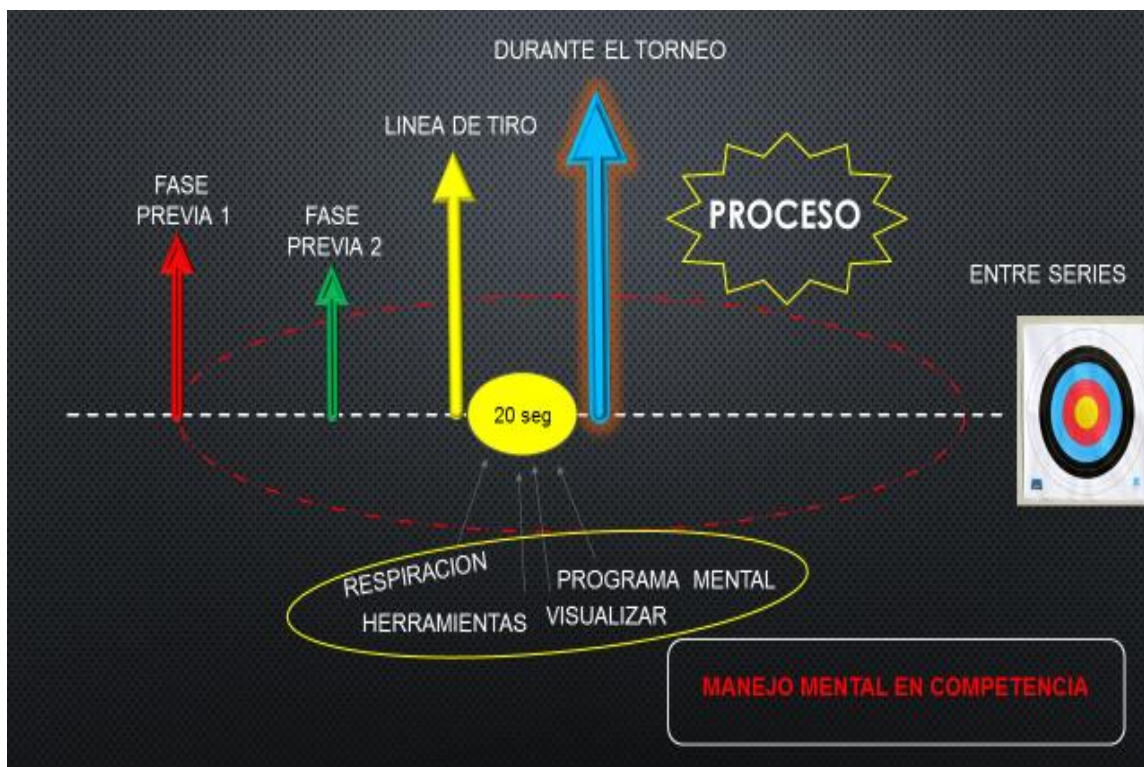 DURANTE EL TORNEO
LINEA DE TIRO
FASE
PREVIA 1
FASE
PREVIA 2
PROCESO
ENTRE SERIES
20 seg
RESPIRACION
PROGRAMA MENTAL
HERRAMIENTAS
VISUALIZAR
MANEJO MENTAL EN COMPETENCIA